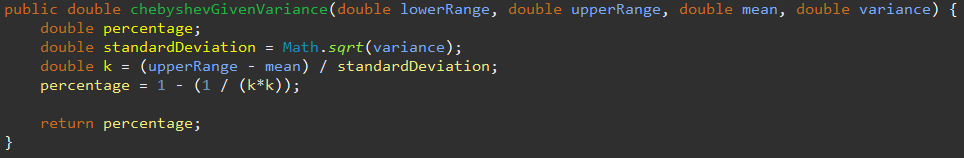 public double chebyshevGivenVariance(double lowerRange, double upperRange, double mean, double variance) {
    double percentage;
    double standardDeviation = Math.sqrt(variance);
    double k = (upperRange - mean) / standardDeviation;
    percentage = 1 - (1 / (k*k));

    return percentage;
}